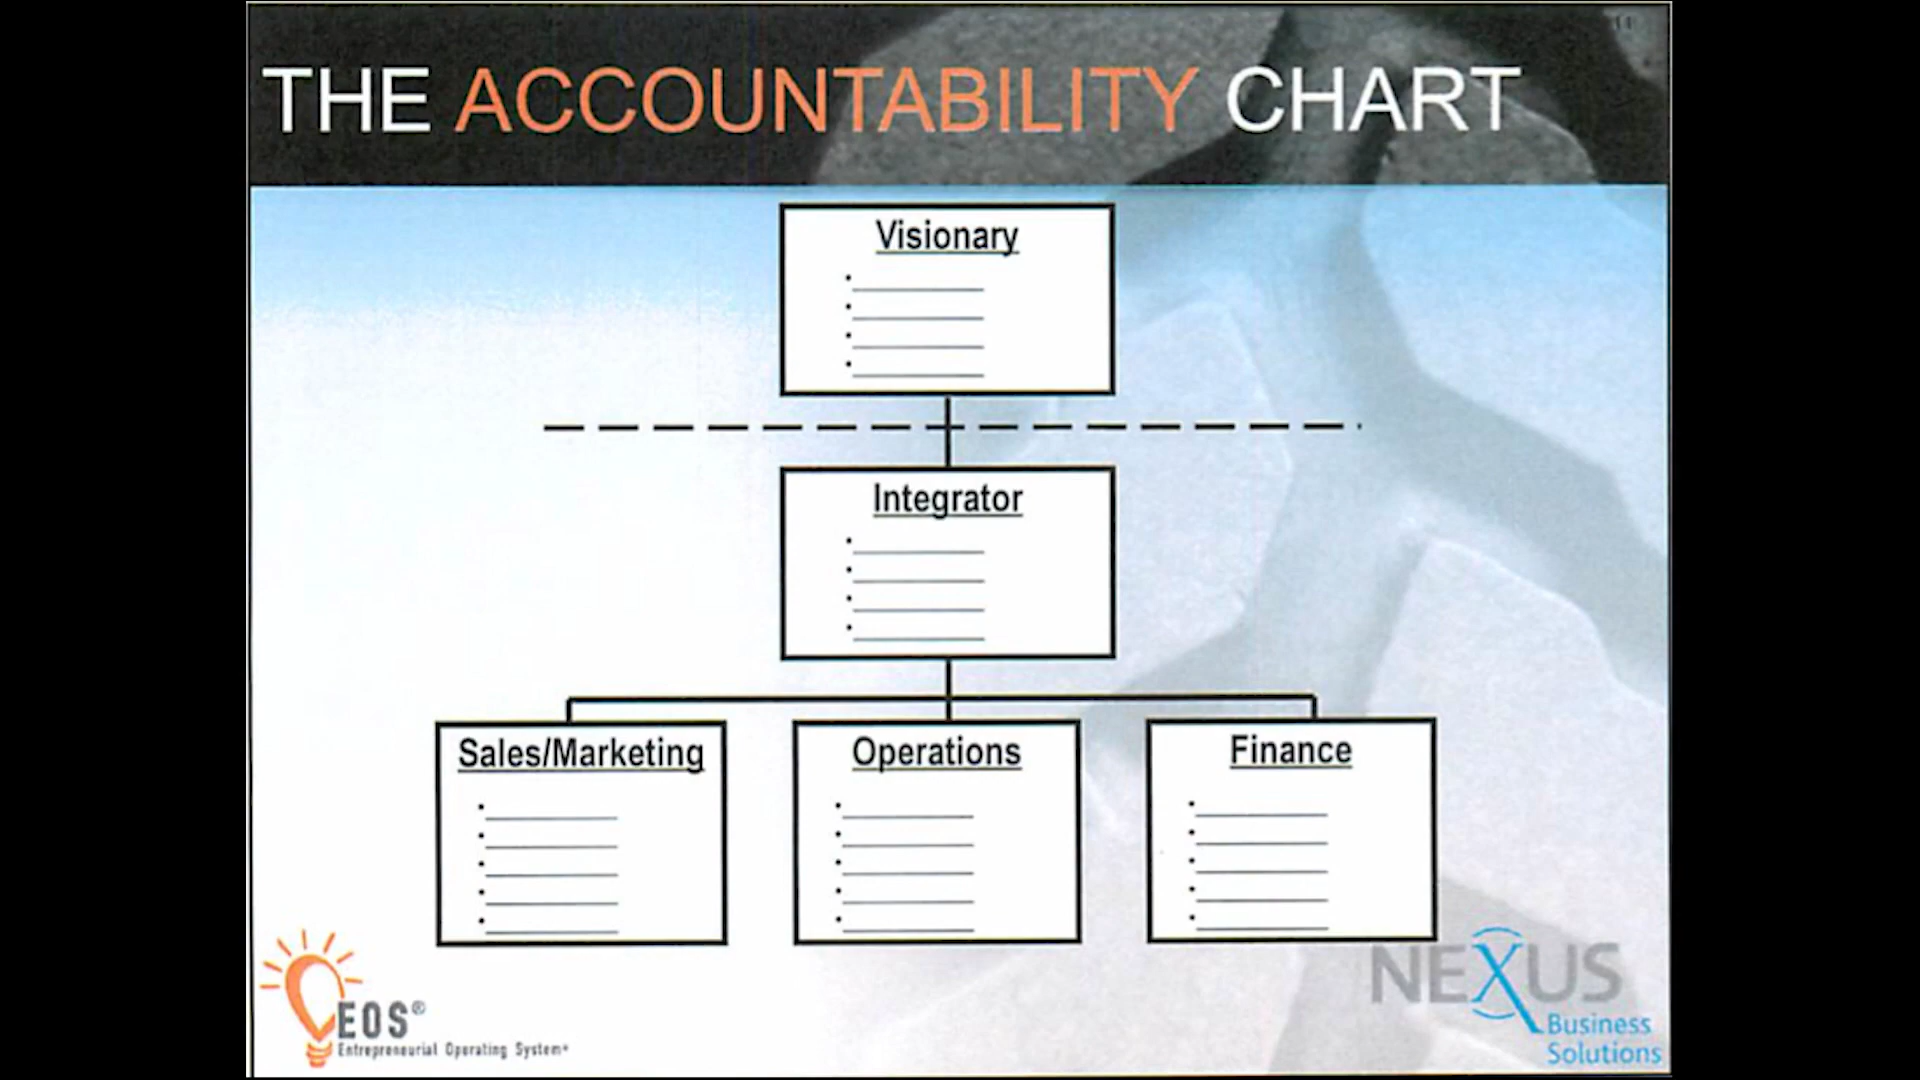 THE ACCOUNTABILITY CHART
Visionary
Integrator
Sales/Marketing
Operations
Finance
EOS®
Entrepreneurial Operating System®
NEXUS
Business
Solutions